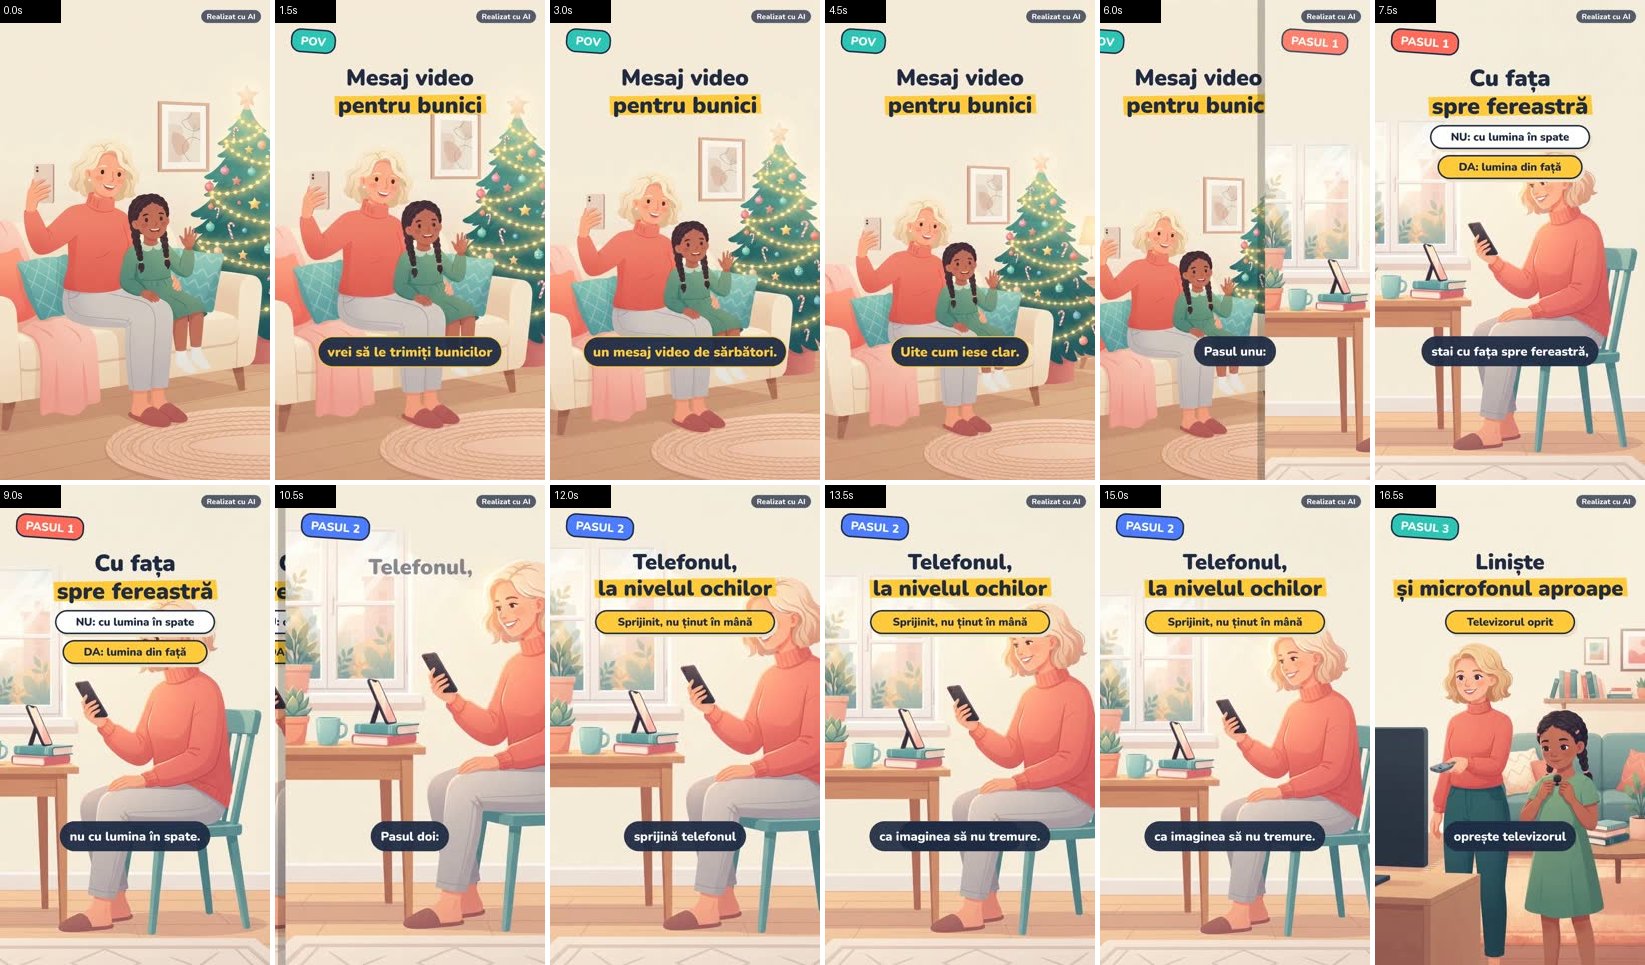 0.0s
Realizat cu AI
1.5s
Realizat cu AI
POV
Mesaj video
pentru bunici
vrei să le trimiți bunicilor
3.0s
Realizat cu AI
POV
Mesaj video
pentru bunici
un mesaj video de sărbători.
4.5s
Realizat cu AI
POV
Mesaj video
pentru bunici
Uite cum iese clar.
6.0s
Realizat cu AI
OV
PASUL 1
Mesaj video
pentru bunic
Pasul unu:
7.5s
Realizat cu AI
PASUL 1
Cu fața
spre fereastră
NU: cu lumina în spate
DA: lumina din față
stai cu fața spre fereastră,
9.0s
Realizat cu AI
PASUL 1
Cu fața
spre fereastră
NU: cu lumina în spate
DA: lumina din față
nu cu lumina în spate.
10.5s
Realizat cu AI
PASUL 2
Telefonul,
Pasul doi:
12.0s
Realizat cu AI
PASUL 2
Telefonul,
la nivelul ochilor
Sprijinit, nu ținut în mână
sprijină telefonul
13.5s
Realizat cu AI
PASUL 2
Telefonul,
la nivelul ochilor
Sprijinit, nu ținut în mână
ca imaginea să nu tremure.
15.0s
Realizat cu AI
PASUL 2
Telefonul,
la nivelul ochilor
Sprijinit, nu ținut în mână
ca imaginea să nu tremure.
16.5s
Realizat cu AI
PASUL 3
Liniște
și microfonul aproape
Televizorul oprit
oprește televizorul